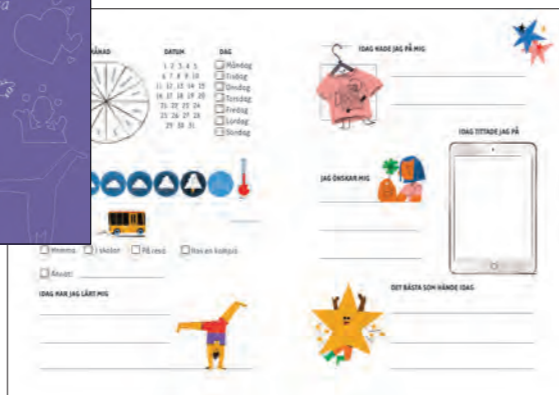 MÅNAD
DATUM
DAG
1 2 3 4 5
6 7 8 9 10
11 12 13 14 15
16 17 18 19 20
21 22 23 24
25 26 27 28
29 30 31
Måndag
Tisdag
Onsdag
Torsdag
Fredag
Lördag
Söndag
Hemma
I skolan
På resa
Hos en kompis
Annat:
IDAG HAR JAG LÄRT MIG
IDAG HADE JAG PÅ MIG
IDAG TITTADE JAG PÅ
JAG ÖNSKAR MIG
DET BÄSTA SOM HÄNDE IDAG